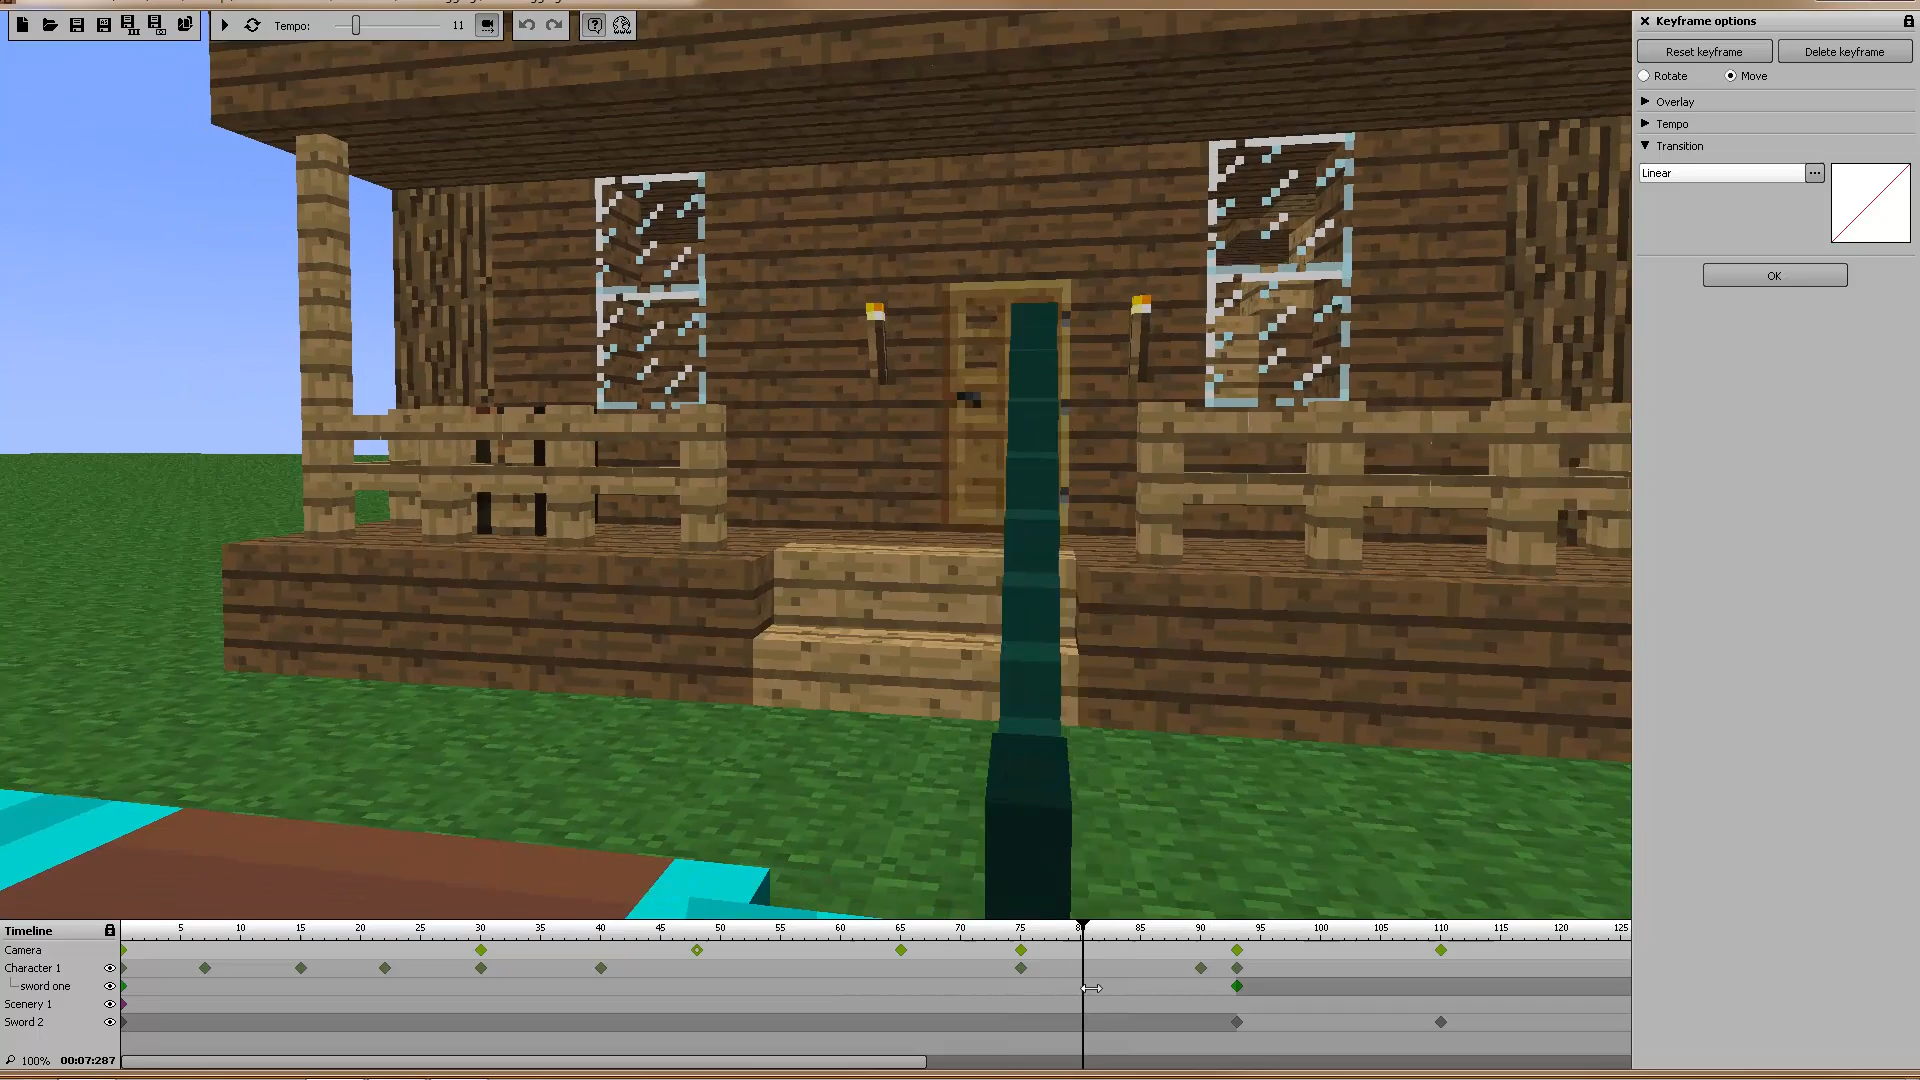 Tempo: 11
Keyframe options
Reset keyframe Delete keyframe
Rotate Move
Overlay
Tempo
Transition
Linear ...
OK
Timeline 5 10 15 20 25 30 35 40 45 50 55 60 65 70 75 80 85 90 95 100 105 110 115 120 125
Camera
Character 1
sword one
Scenery 1
Sword 2
100% 00:07:287